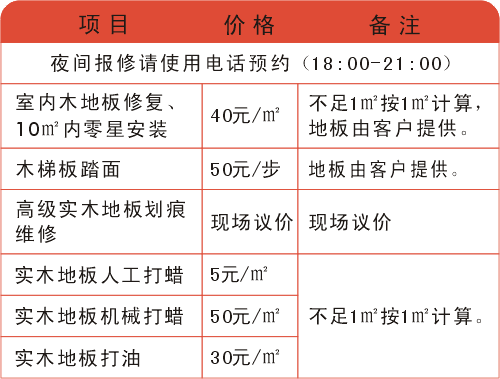 项目 价格 备注
夜间报修请使用电话预约（18:00-21:00）
室内木地板修复、
10㎡内零星安装
40元/㎡
不足1㎡按1㎡计算，
地板由客户提供。
木梯板踏面 50元/步 地板由客户提供。
高级实木地板划痕
维修
现场议价 现场议价
实木地板人工打蜡 5元/㎡
实木地板机械打蜡 50元/㎡ 不足1㎡按1㎡计算。
实木地板打油 30元/㎡